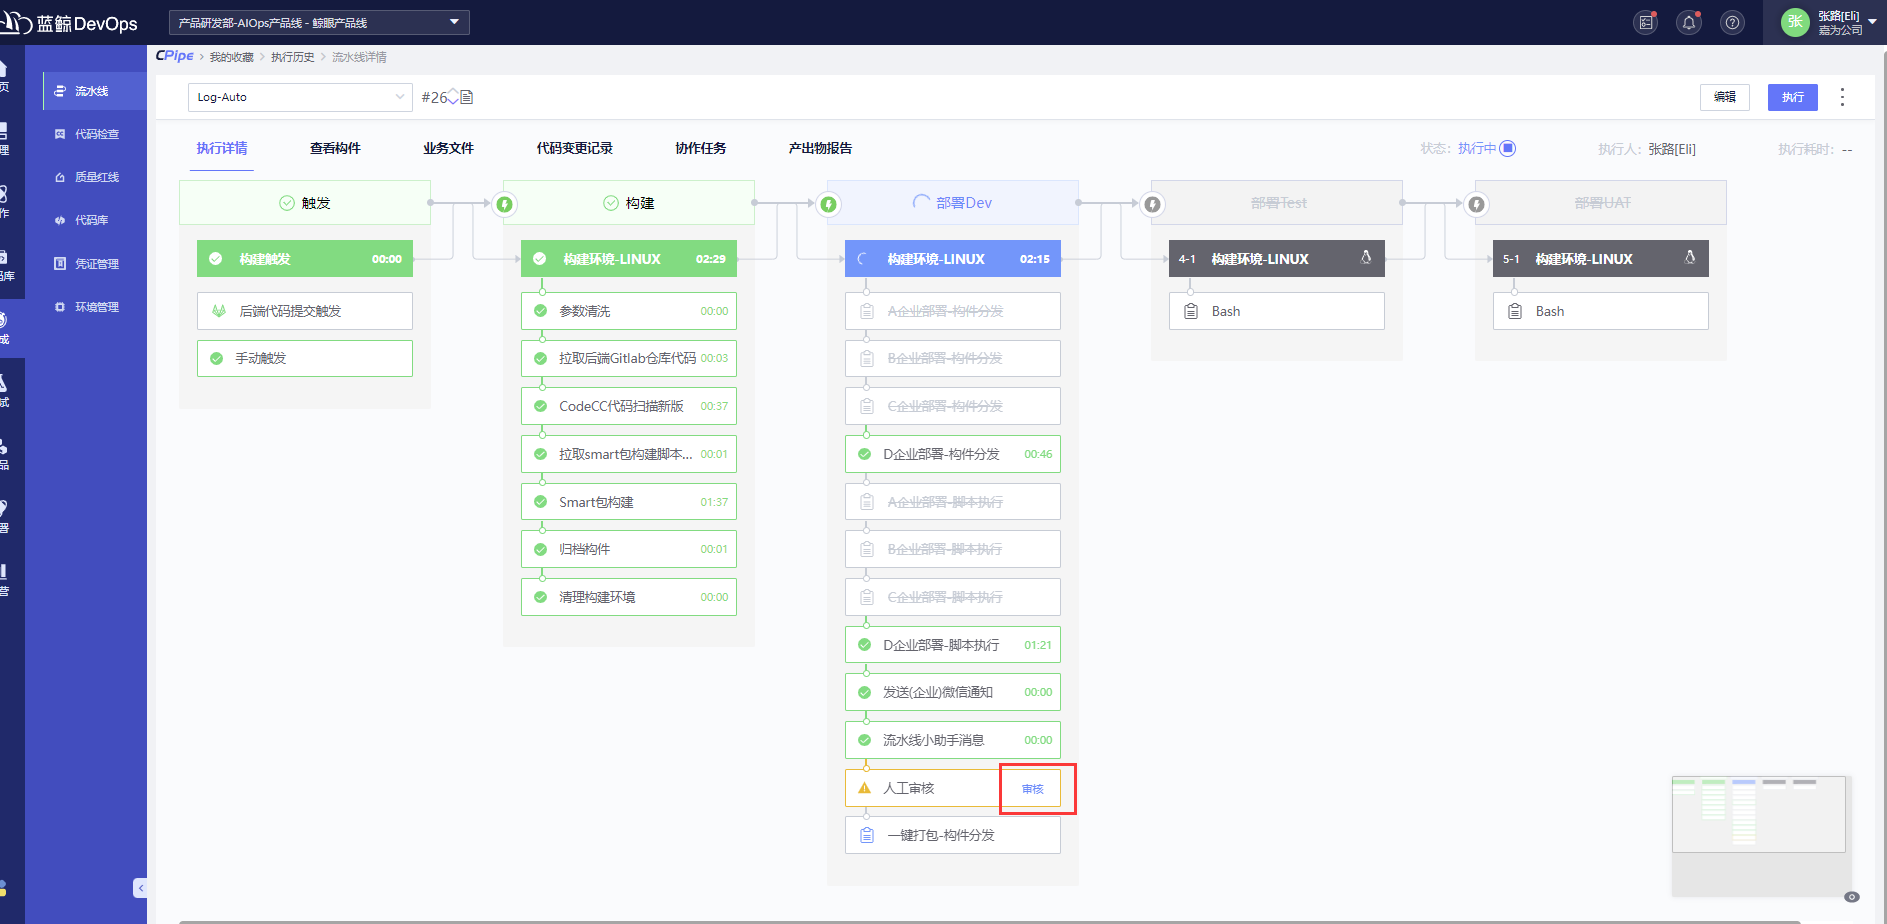 蓝鲸DevOps
产品研发部-AIOps产品线 - 鲸眼产品线
张
张路[Eli]
嘉为公司
CPipe
我的收藏
执行历史
流水线详情
页
理
作
码库
成
试
品
署
营
流水线
代码检查
质量红线
代码库
凭证管理
环境管理
Log-Auto
#26
编辑
执行
执行详情
查看构件
业务文件
代码变更记录
协作任务
产出物报告
状态：执行中
执行人：张路[Eli]
执行耗时：--
触发
构建触发 00:00
后端代码提交触发
手动触发
构建
构建环境-LINUX 02:29
参数清洗 00:00
拉取后端Gitlab仓库代码 00:03
CodeCC代码扫描新版 00:37
拉取smart包构建脚本... 00:01
Smart包构建 01:37
归档构件 00:01
清理构建环境 00:00
部署Dev
构建环境-LINUX 02:15
A企业部署-构件分发
B企业部署-构件分发
C企业部署-构件分发
D企业部署-构件分发 00:46
A企业部署-脚本执行
B企业部署-脚本执行
C企业部署-脚本执行
D企业部署-脚本执行 01:21
发送(企业)微信通知 00:00
流水线小助手消息 00:00
人工审核 审核
一键打包-构件分发
部署Test
4-1 构建环境-LINUX
Bash
部署UAT
5-1 构建环境-LINUX
Bash